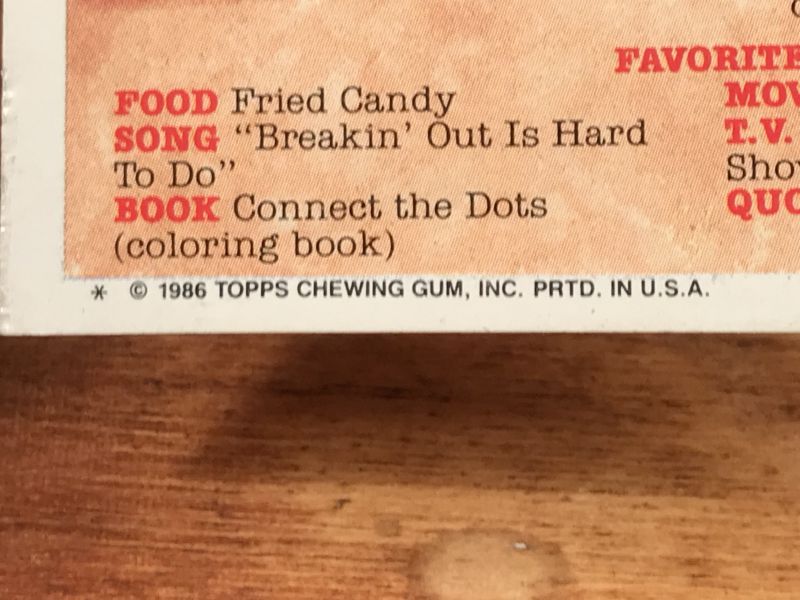 FAVORITE
FOOD Fried Candy
SONG "Breakin' Out Is Hard
To Do"
BOOK Connect the Dots
(coloring book)
T.V.
* © 1986 TOPPS CHEWING GUM, INC. PRTD. IN U.S.A.